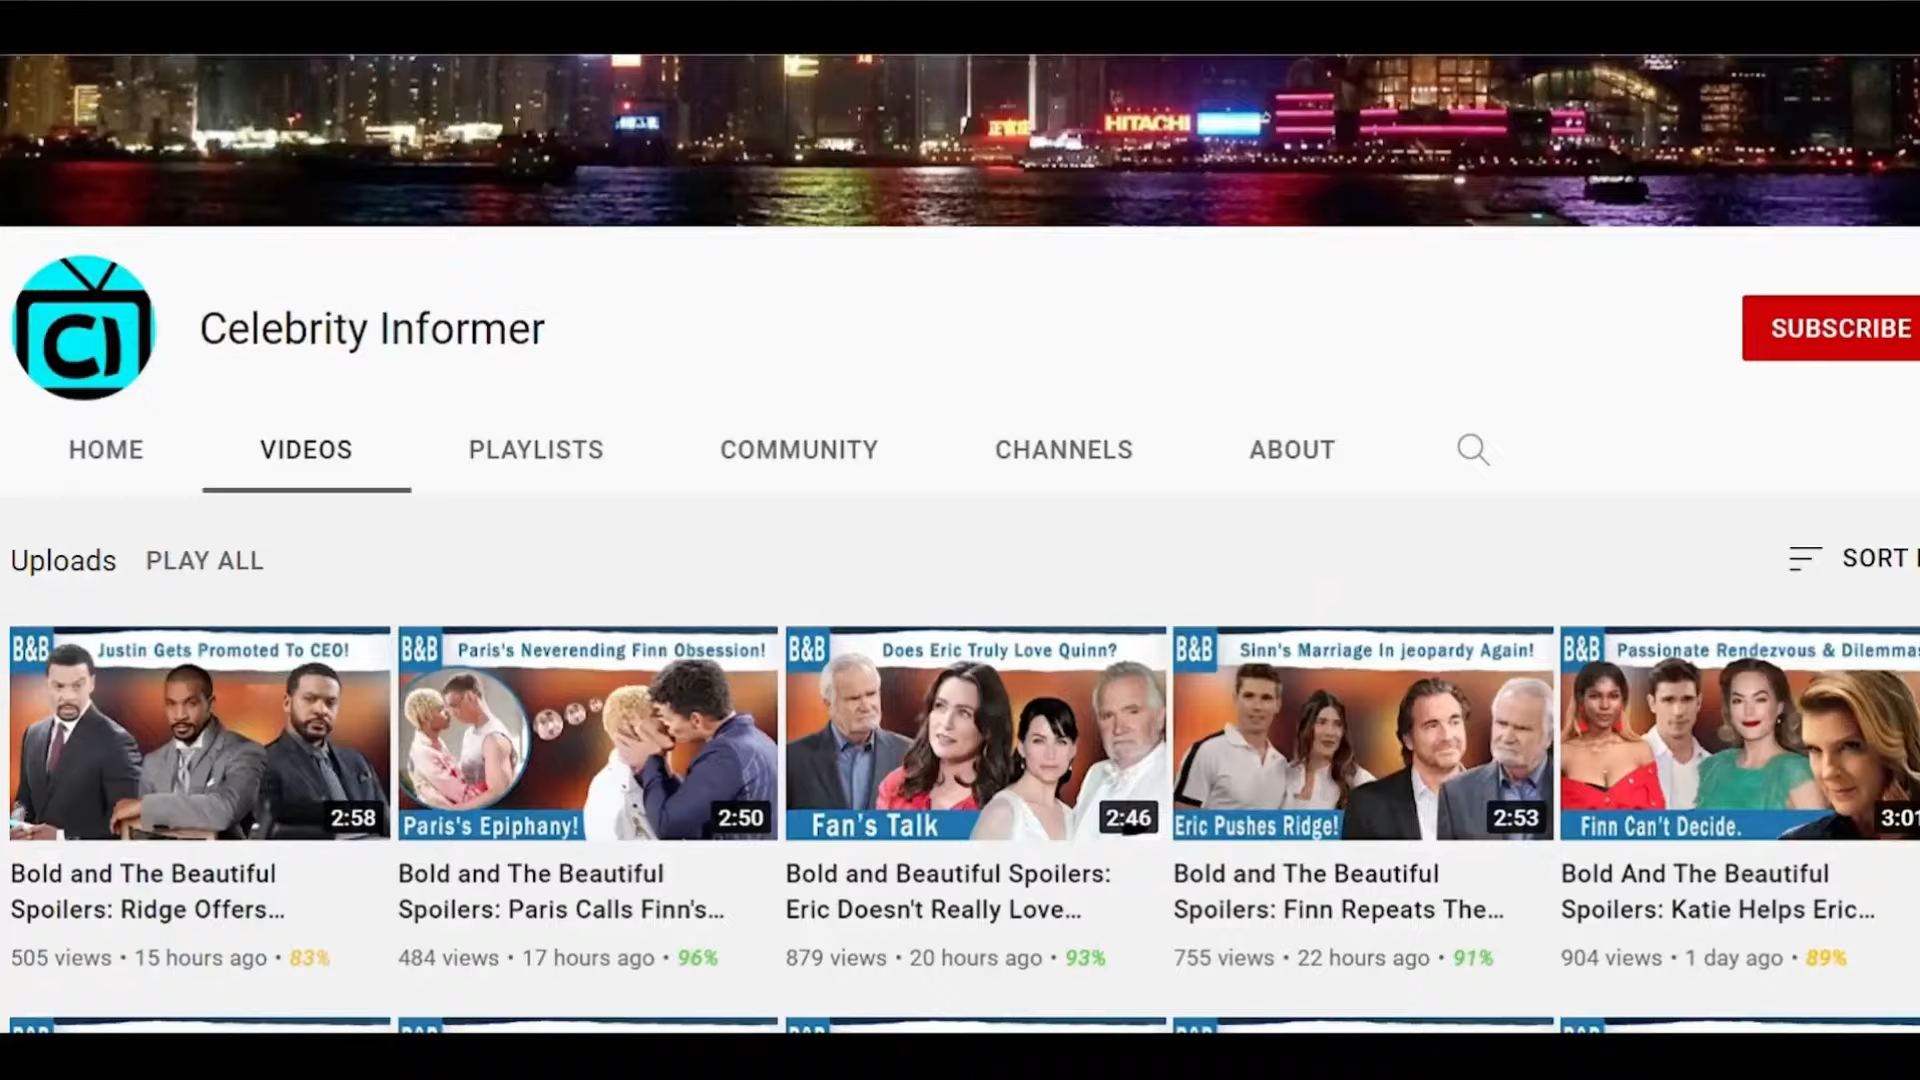 HITACHI
CI
Celebrity Informer
SUBSCRIBE
HOME
VIDEOS
PLAYLISTS
COMMUNITY
CHANNELS
ABOUT
Uploads
PLAY ALL
SORT
B&B
Justin Gets Promoted To CEO!
2:58
B&B
Paris's Neverending Finn Obsession!
Paris's Epiphany!
2:50
B&B
Does Eric Truly Love Quinn?
Fan's Talk
2:46
B&B
Sinn's Marriage In jeopardy Again!
Eric Pushes Ridge!
2:53
B&B
Passionate Rendezvous & Dilemmas
Finn Can't Decide.
3:01
Bold and The Beautiful
Spoilers: Ridge Offers...
505 views • 15 hours ago • 83%
Bold and The Beautiful
Spoilers: Paris Calls Finn's...
484 views • 17 hours ago • 96%
Bold and Beautiful Spoilers:
Eric Doesn't Really Love...
879 views • 20 hours ago • 93%
Bold and The Beautiful
Spoilers: Finn Repeats The...
755 views • 22 hours ago • 91%
Bold And The Beautiful
Spoilers: Katie Helps Eric...
904 views • 1 day ago • 89%